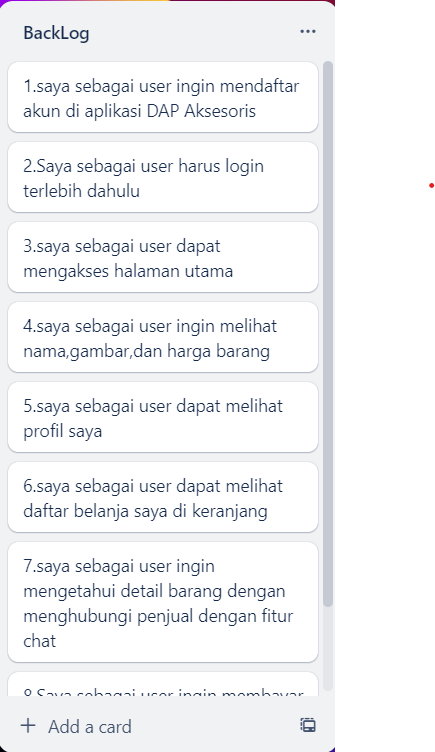 BackLog
1.saya sebagai user ingin mendaftar
akun di aplikasi DAP Aksesoris
2.Saya sebagai user harus login
terlebih dahulu
3.saya sebagai user dapat
mengakses halaman utama
4.saya sebagai user ingin melihat
nama,gambar,dan harga barang
5.saya sebagai user dapat melihat
profil saya
6.saya sebagai user dapat melihat
daftar belanja saya di keranjang
7.saya sebagai user ingin
mengetahui detail barang dengan
menghubungi penjual dengan fitur
chat
8.Saya sebagai user ingin membayar
Add a card